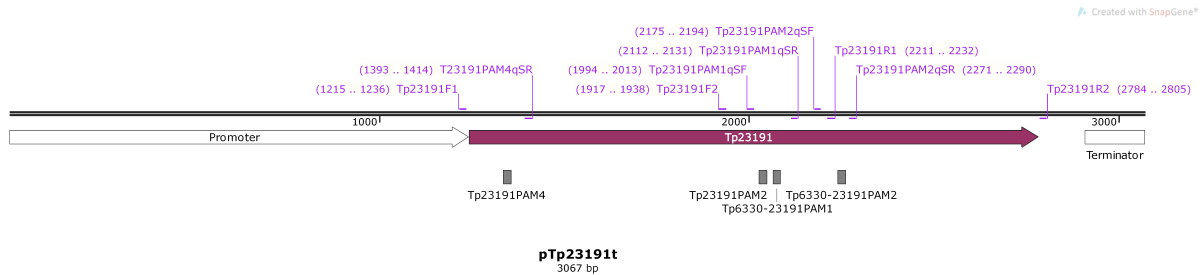 Created with SnapGene®
(2175 .. 2194) Tp23191PAM2qSF
(2112 .. 2131) Tp23191PAM1qSR
Tp23191R1 (2211 .. 2232)
(1393 .. 1414) T23191PAM4qSR
(1994 .. 2013) Tp23191PAM1qSF
Tp23191PAM2qSR (2271 .. 2290)
(1215 .. 1236) Tp23191F1
(1917 .. 1938) Tp23191F2
Tp23191R2 (2784 .. 2805)
1000
2000
3000
Promoter
Tp23191
Terminator
Tp23191PAM4
Tp23191PAM2
Tp6330-23191PAM2
Tp6330-23191PAM1
pTp23191t
3067 bp